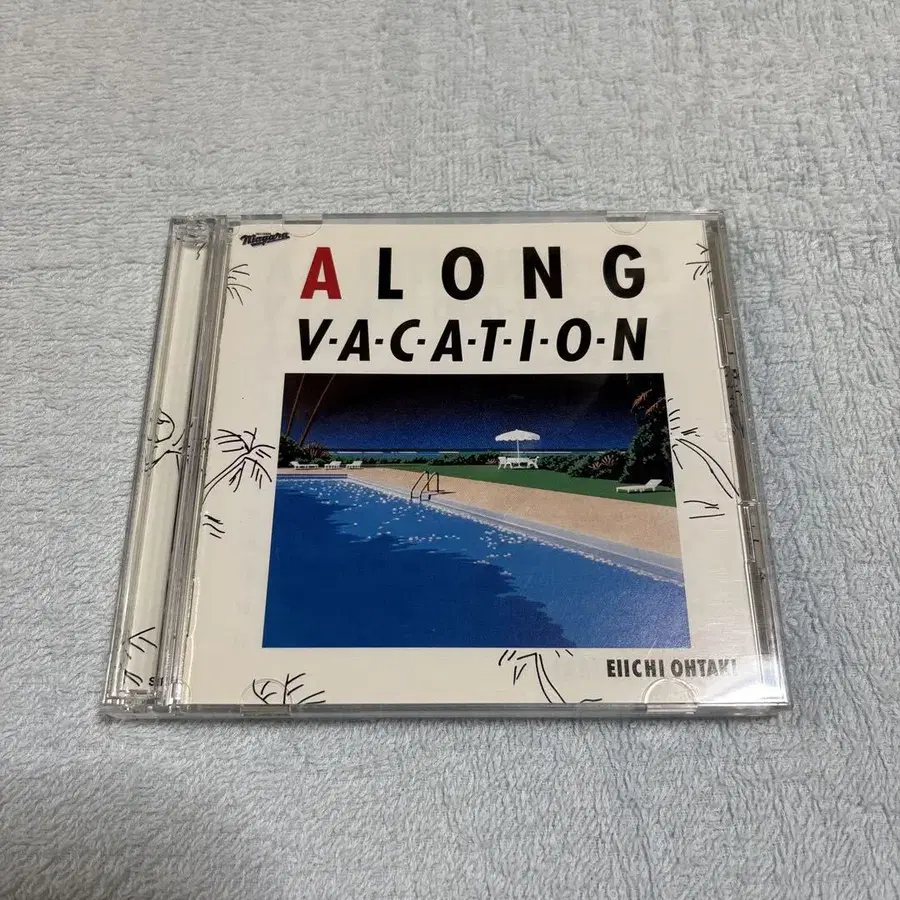 Niagara
A LONG
V·A·C·A·T·I·O·N
EIICHI OHTAKI